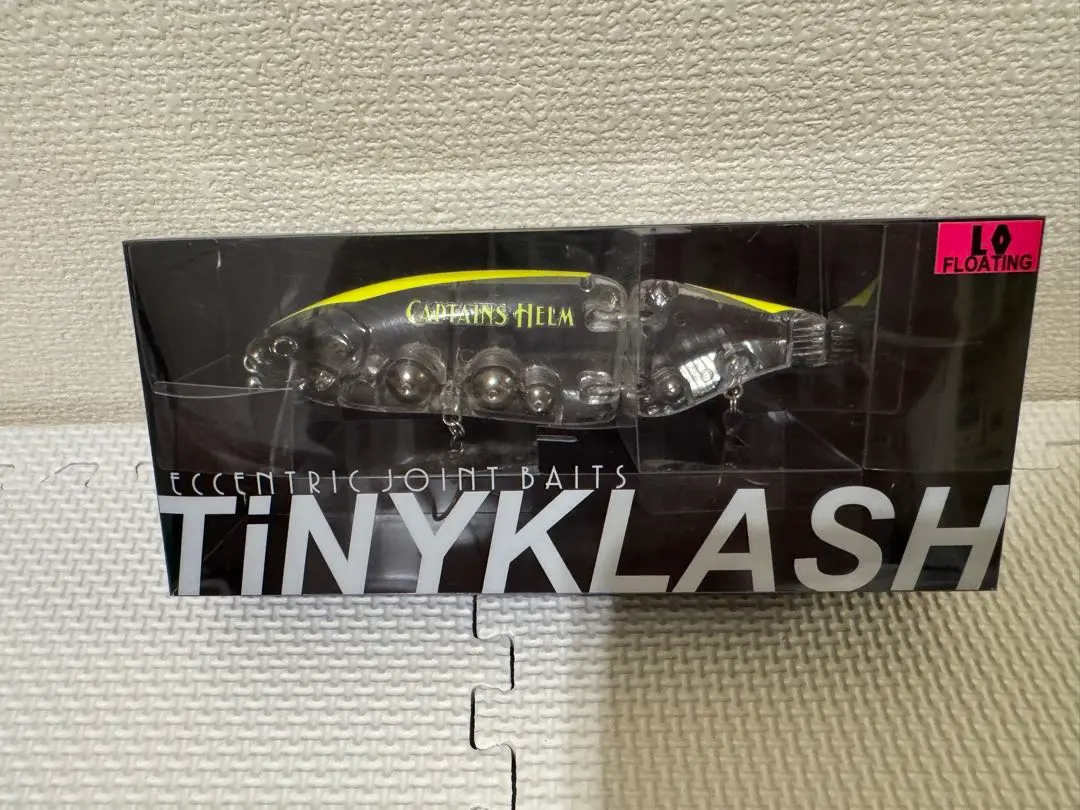 LO
FLOATING
CAPTAINS HELM
ECCENTRIC JOINT BAITS
TiNYKLASH